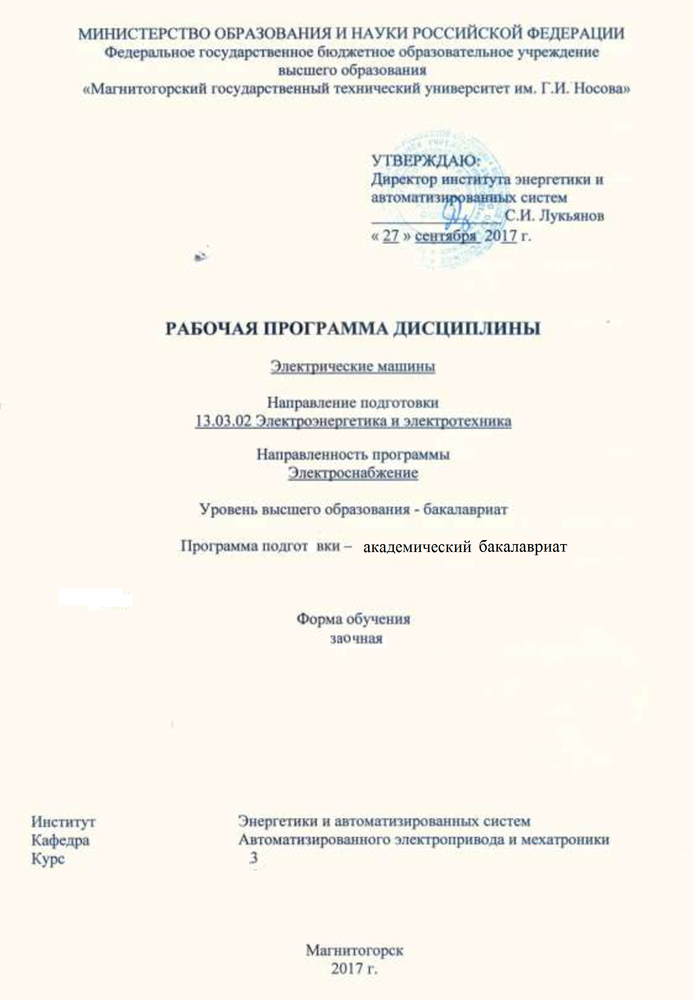 МИНИСТЕРСТВО ОБРАЗОВАНИЯ И НАУКИ РОССИЙСКОЙ ФЕДЕРАЦИИ
Федеральное государственное бюджетное образовательное учреждение
высшего образования
«Магнитогорский государственный технический университет им. Г.И. Носова»
УТВЕРЖДАЮ:
Директор института энергетики и
автоматизированных систем
С.И. Лукьянов
« 27 » сентября 2017 г.
РАБОЧАЯ ПРОГРАММА ДИСЦИПЛИНЫ
Электрические машины
Направление подготовки
13.03.02 Электроэнергетика и электротехника
Направленность программы
Электроснабжение
Уровень высшего образования - бакалавриат
Программа подгот вки – академический бакалавриат
Форма обучения
заочная
Институт Энергетики и автоматизированных систем
Кафедра Автоматизированного электропривода и мехатроники
Курс 3
Магнитогорск
2017 г.